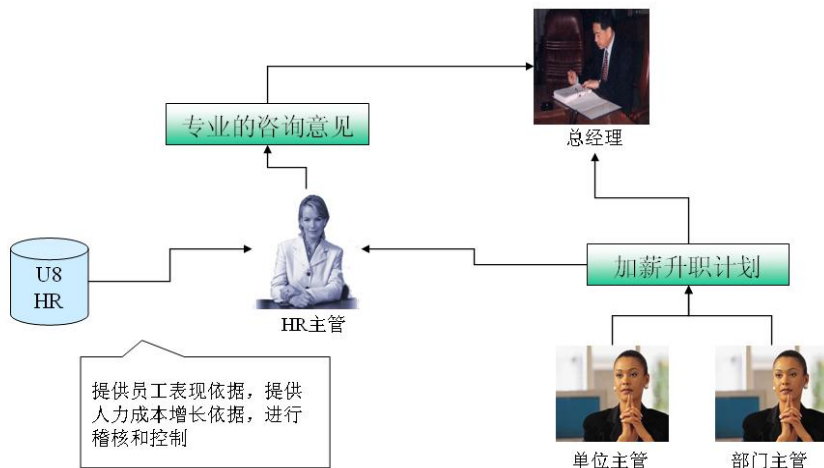 专业的咨询意见
总经理
U8
HR
HR主管
加薪升职计划
提供员工表现依据，提供
人力成本增长依据，进行
稽核和控制
单位主管
部门主管